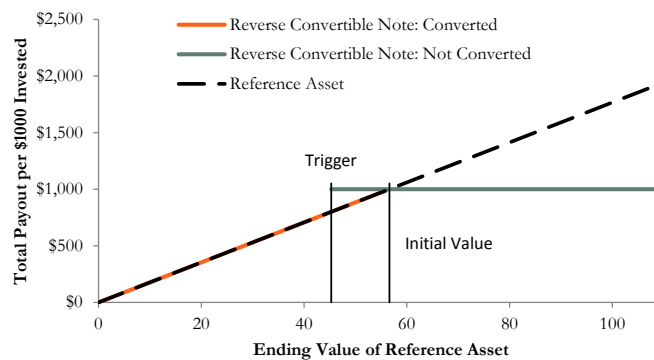 Reverse Convertible Note: Converted
Reverse Convertible Note: Not Converted
Reference Asset
Total Payout per $1000 Invested
$2,500
$2,000
$1,500
$1,000
$500
$0
Trigger
Initial Value
0 20 40 60 80 100
Ending Value of Reference Asset